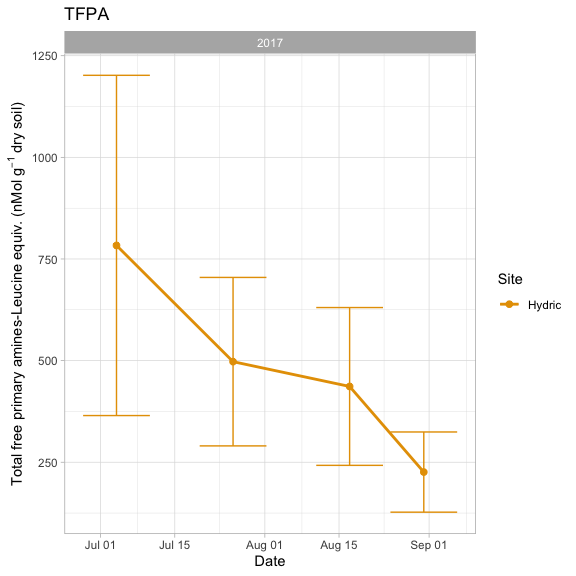 TFPA
2017
Total free primary amines-Leucine equiv. (nMol g⁻¹ dry soil)
1250
1000
750
500
250
Jul 01 Jul 15 Aug 01 Aug 15 Sep 01
Date
Site
Hydric